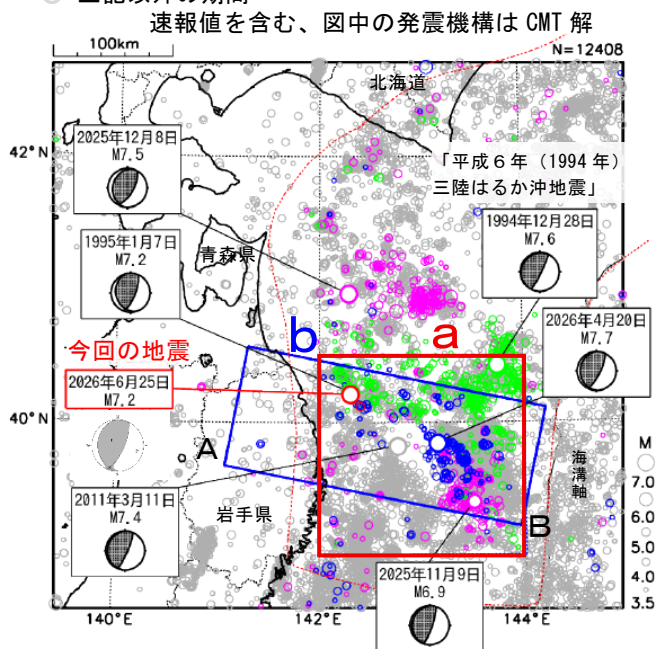 速報値を含む、図中の発震機構は CMT 解
100km
N=12408
北海道
42°N
2025年12月8日
M7.5
「平成６年（1994 年）
三陸はるか沖地震」
1995年1月7日
M7.2
青森県
1994年12月28日
M7.6
b
a
2026年4月20日
M7.7
今回の地震
2026年6月25日
M7.2
40°N
A
海溝軸
M
7.0
6.0
5.0
4.0
3.5
2011年3月11日
M7.4
岩手県
B
2025年11月9日
M6.9
140°E
142°E
144°E